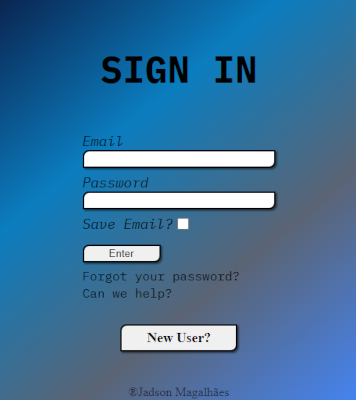 SIGN IN
Email
Password
Save Email?
Enter
Forgot your password?
Can we help?
New User?
®Jadson Magalhães